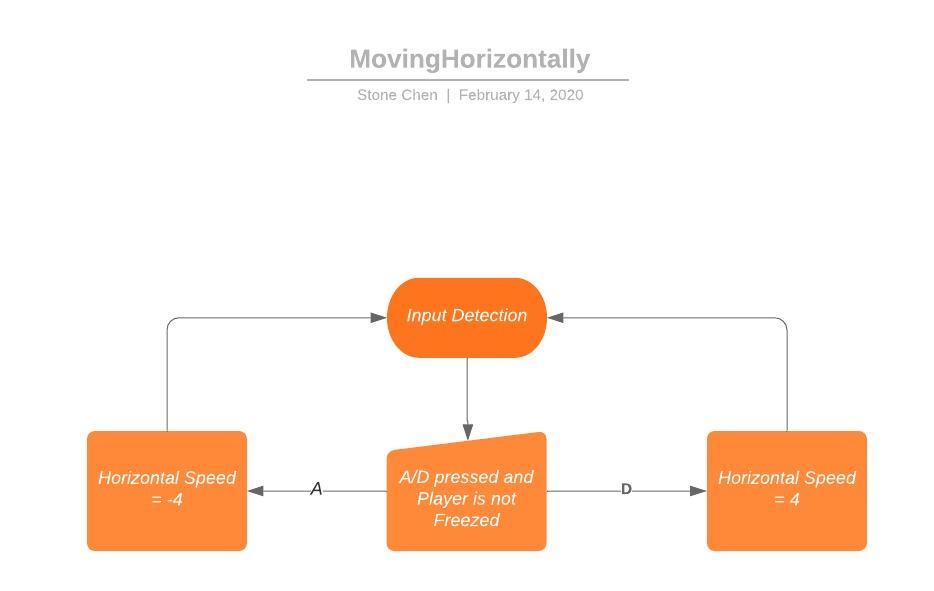 MovingHorizontally
Stone Chen | February 14, 2020
Input Detection
Horizontal Speed
= -4
A
A/D pressed and
Player is not
Freezed
D
Horizontal Speed
= 4